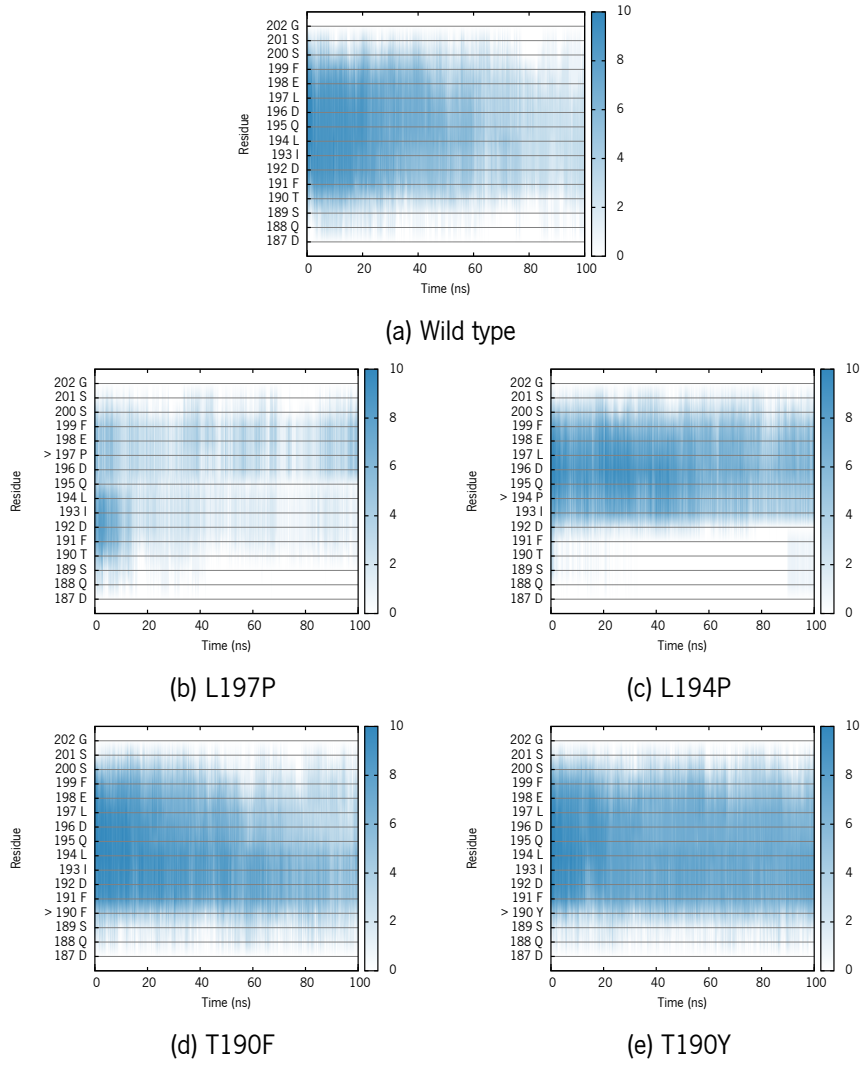 202 G
201 S
200 S
199 F
198 E
197 L
196 D
195 Q
194 L
193 I
192 D
191 F
190 T
189 S
188 Q
187 D
Residue
0 20 40 60 80 100
Time (ns)
10
8
6
4
2
0
(a) Wild type
202 G
201 S
200 S
199 F
198 E
> 197 P
196 D
195 Q
194 L
193 I
192 D
191 F
190 T
189 S
188 Q
187 D
Residue
0 20 40 60 80 100
Time (ns)
10
8
6
4
2
0
(b) L197P
202 G
201 S
200 S
199 F
198 E
197 L
196 D
195 Q
> 194 P
193 I
192 D
191 F
190 T
189 S
188 Q
187 D
Residue
0 20 40 60 80 100
Time (ns)
10
8
6
4
2
0
(c) L194P
202 G
201 S
200 S
199 F
198 E
197 L
196 D
195 Q
194 L
193 I
192 D
191 F
> 190 F
189 S
188 Q
187 D
Residue
0 20 40 60 80 100
Time (ns)
10
8
6
4
2
0
(d) T190F
202 G
201 S
200 S
199 F
198 E
197 L
196 D
195 Q
194 L
193 I
192 D
191 F
> 190 Y
189 S
188 Q
187 D
Residue
0 20 40 60 80 100
Time (ns)
10
8
6
4
2
0
(e) T190Y